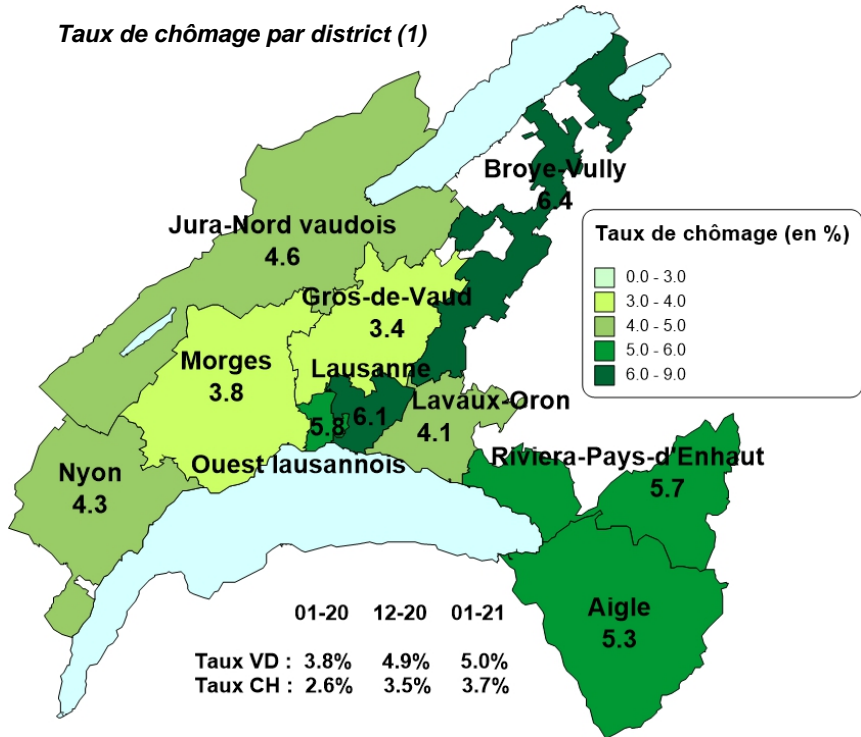 Taux de chômage par district (1)
Broye-Vully
6.4
Jura-Nord vaudois
4.6
Taux de chômage (en %)
0.0 - 3.0
3.0 - 4.0
4.0 - 5.0
5.0 - 6.0
6.0 - 9.0
Gros-de-Vaud
3.4
Morges
3.8
Lausanne
6.1
Lavaux-Oron
4.1
5.8
Ouest lausannois
Riviera-Pays-d'Enhaut
5.7
Nyon
4.3
Aigle
5.3
01-20 12-20 01-21
Taux VD : 3.8% 4.9% 5.0%
Taux CH : 2.6% 3.5% 3.7%